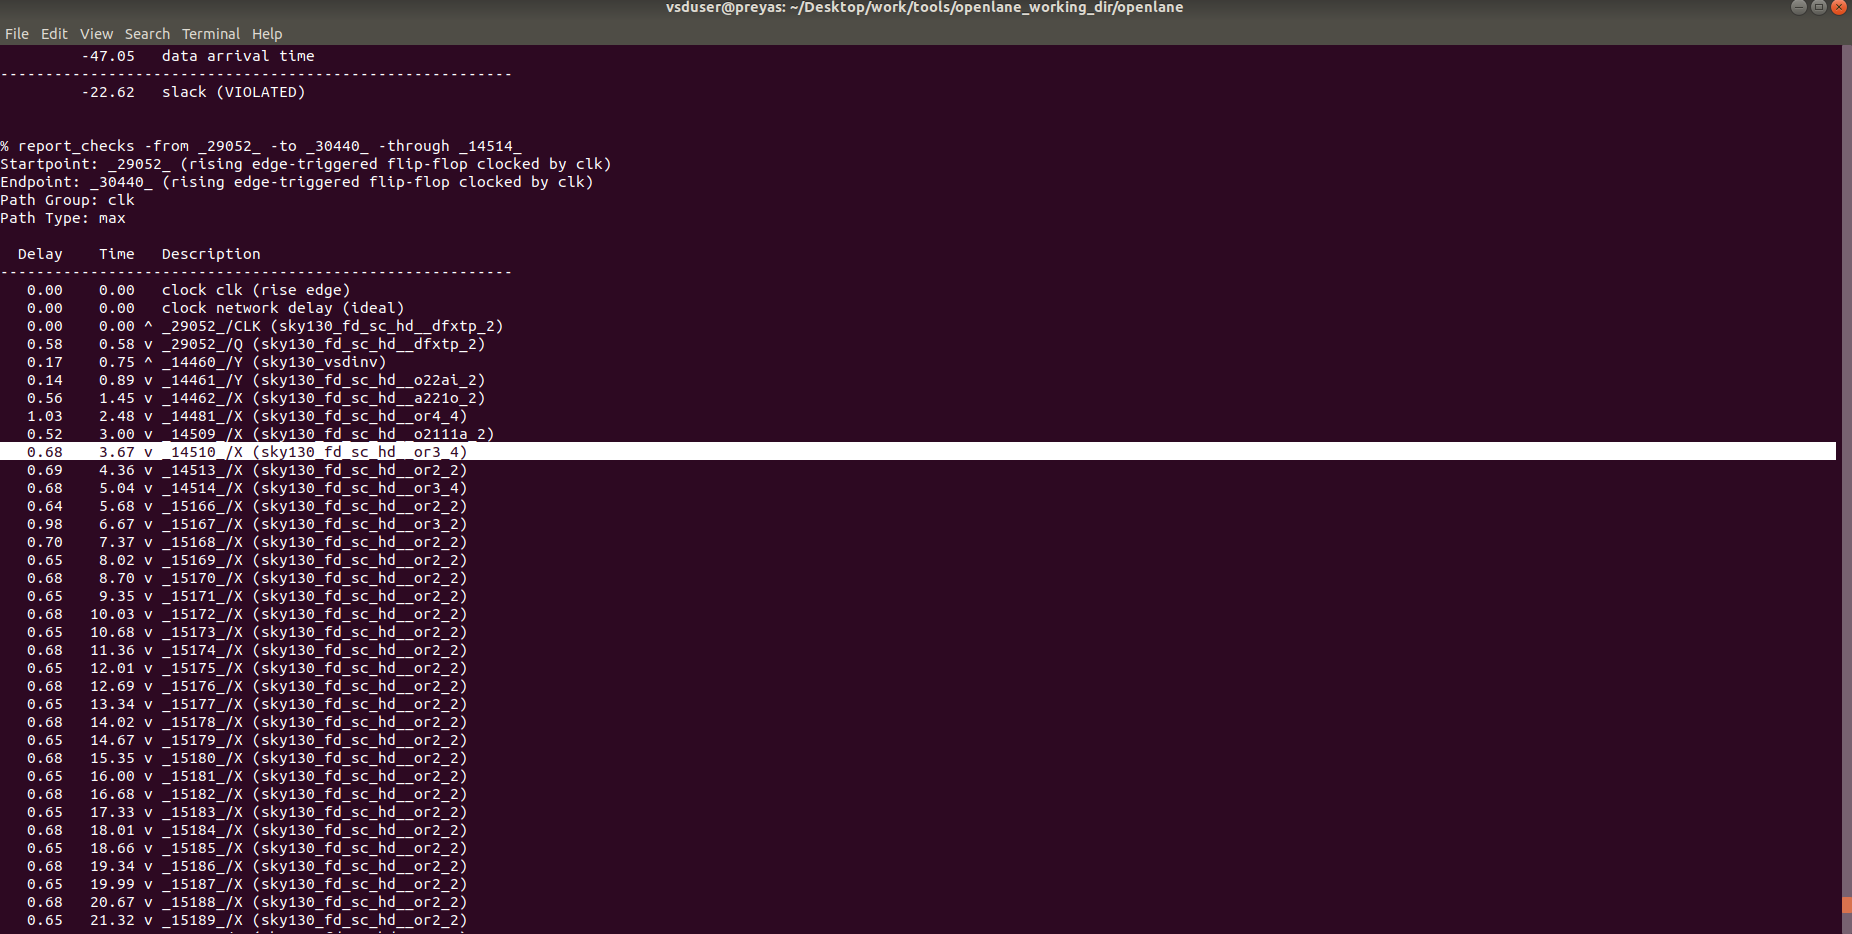 vsduser@preyas: ~/Desktop/work/tools/openlane_working_dir/openlane
File Edit View Search Terminal Help
         -47.05   data arrival time
---------------------------------------------------------
         -22.62   slack (VIOLATED)
% report_checks -from _29052_ -to _30440_ -through _14514_
Startpoint: _29052_ (rising edge-triggered flip-flop clocked by clk)
Endpoint: _30440_ (rising edge-triggered flip-flop clocked by clk)
Path Group: clk
Path Type: max
  Delay    Time   Description
---------------------------------------------------------
   0.00    0.00   clock clk (rise edge)
   0.00    0.00   clock network delay (ideal)
   0.00    0.00 ^ _29052_/CLK (sky130_fd_sc_hd__dfxtp_2)
   0.58    0.58 v _29052_/Q (sky130_fd_sc_hd__dfxtp_2)
   0.17    0.75 ^ _14460_/Y (sky130_vsdinv)
   0.14    0.89 v _14461_/Y (sky130_fd_sc_hd__o22ai_2)
   0.56    1.45 v _14462_/X (sky130_fd_sc_hd__a221o_2)
   1.03    2.48 v _14481_/X (sky130_fd_sc_hd__or4_4)
   0.52    3.00 v _14509_/X (sky130_fd_sc_hd__o2111a_2)
   0.68    3.67 v _14510_/X (sky130_fd_sc_hd__or3_4)
   0.69    4.36 v _14513_/X (sky130_fd_sc_hd__or2_2)
   0.68    5.04 v _14514_/X (sky130_fd_sc_hd__or3_4)
   0.64    5.68 v _15166_/X (sky130_fd_sc_hd__or2_2)
   0.98    6.67 v _15167_/X (sky130_fd_sc_hd__or3_2)
   0.70    7.37 v _15168_/X (sky130_fd_sc_hd__or2_2)
   0.65    8.02 v _15169_/X (sky130_fd_sc_hd__or2_2)
   0.68    8.70 v _15170_/X (sky130_fd_sc_hd__or2_2)
   0.65    9.35 v _15171_/X (sky130_fd_sc_hd__or2_2)
   0.68   10.03 v _15172_/X (sky130_fd_sc_hd__or2_2)
   0.65   10.68 v _15173_/X (sky130_fd_sc_hd__or2_2)
   0.68   11.36 v _15174_/X (sky130_fd_sc_hd__or2_2)
   0.65   12.01 v _15175_/X (sky130_fd_sc_hd__or2_2)
   0.68   12.69 v _15176_/X (sky130_fd_sc_hd__or2_2)
   0.65   13.34 v _15177_/X (sky130_fd_sc_hd__or2_2)
   0.68   14.02 v _15178_/X (sky130_fd_sc_hd__or2_2)
   0.65   14.67 v _15179_/X (sky130_fd_sc_hd__or2_2)
   0.68   15.35 v _15180_/X (sky130_fd_sc_hd__or2_2)
   0.65   16.00 v _15181_/X (sky130_fd_sc_hd__or2_2)
   0.68   16.68 v _15182_/X (sky130_fd_sc_hd__or2_2)
   0.65   17.33 v _15183_/X (sky130_fd_sc_hd__or2_2)
   0.68   18.01 v _15184_/X (sky130_fd_sc_hd__or2_2)
   0.65   18.66 v _15185_/X (sky130_fd_sc_hd__or2_2)
   0.68   19.34 v _15186_/X (sky130_fd_sc_hd__or2_2)
   0.65   19.99 v _15187_/X (sky130_fd_sc_hd__or2_2)
   0.68   20.67 v _15188_/X (sky130_fd_sc_hd__or2_2)
   0.65   21.32 v _15189_/X (sky130_fd_sc_hd__or2_2)